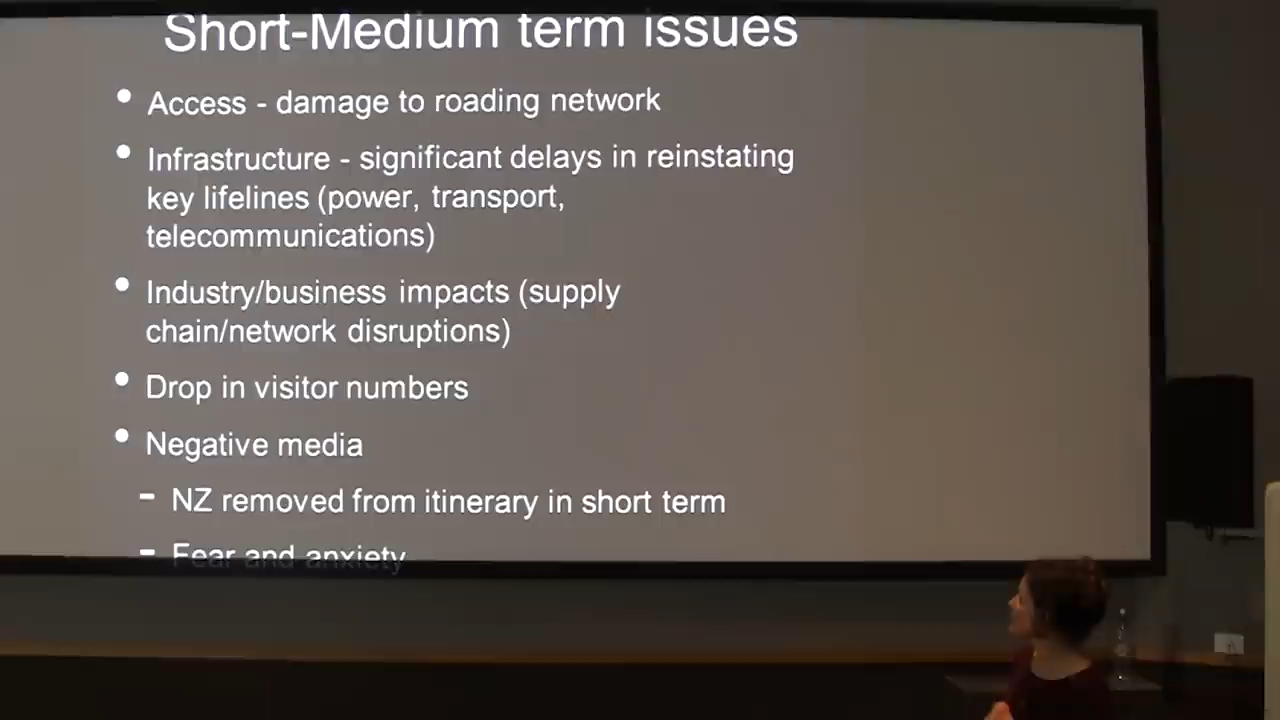 Short-Medium term issues
• Access - damage to roading network
• Infrastructure - significant delays in reinstating
key lifelines (power, transport,
telecommunications)
• Industry/business impacts (supply
chain/network disruptions)
• Drop in visitor numbers
• Negative media
- NZ removed from itinerary in short term
- Fear and anxiety